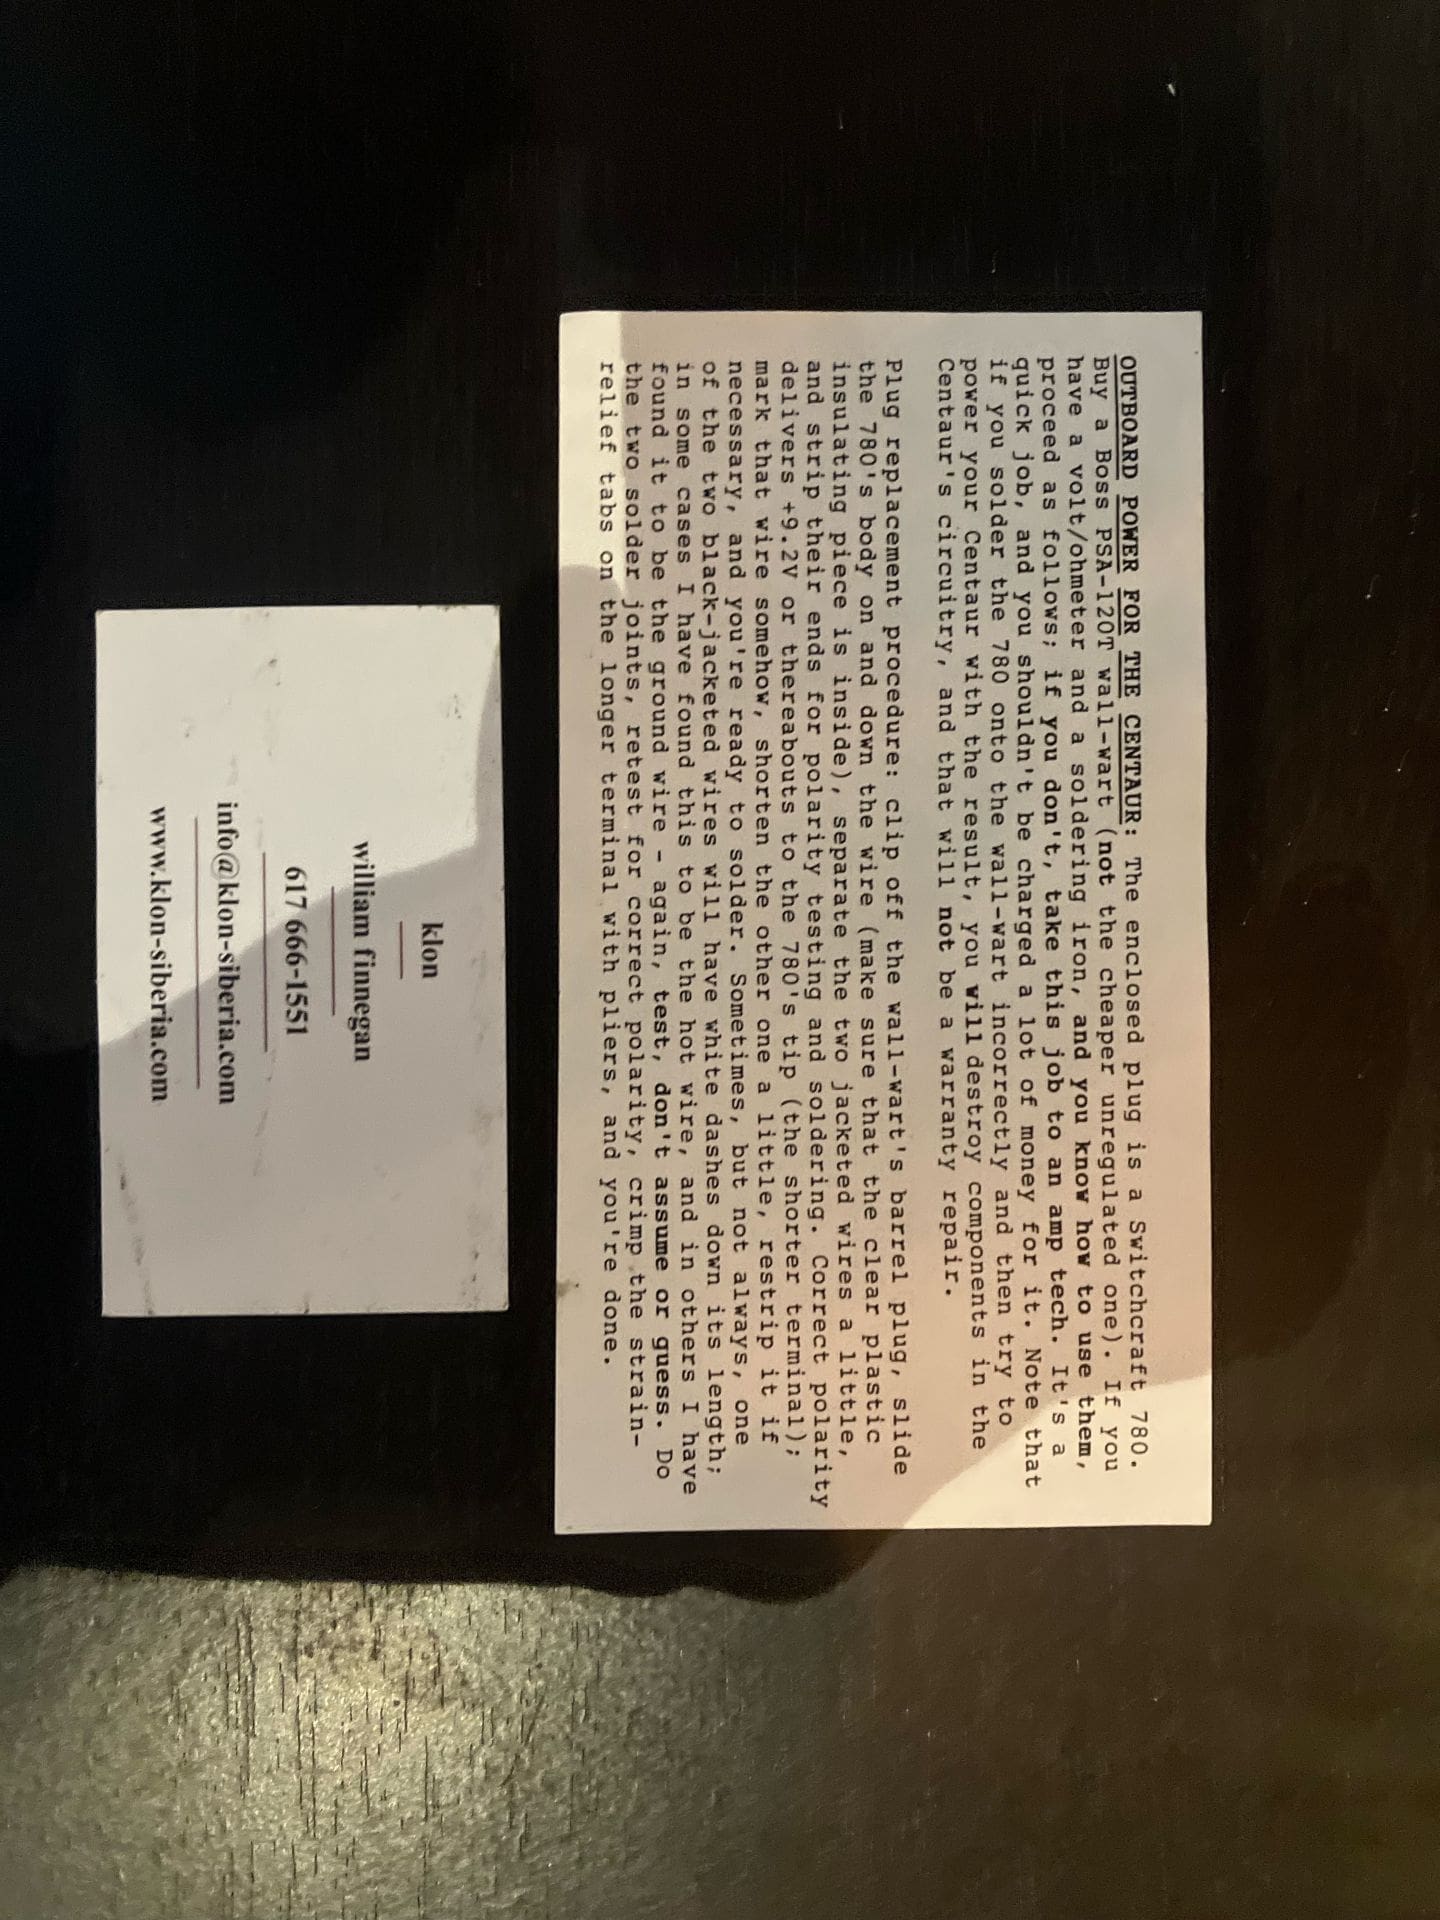 OUTBOARD POWER FOR THE CENTAUR: The enclosed plug is a Switchcraft 780.
Buy a Boss PSA-120T wall-wart (not the cheaper unregulated one). If you
have a volt/ohmeter and a soldering iron, and you know how to use them,
proceed as follows; if you don't, take this job to an amp tech. It's a
quick job, and you shouldn't be charged a lot of money for it. Note that
if you solder the 780 onto the wall-wart incorrectly and then try to
power your Centaur with the result, you will destroy components in the
Centaur's circuitry, and that will not be a warranty repair.
Plug replacement procedure: clip off the wall-wart's barrel plug, slide
the 780's body on and down the wire (make sure that the clear plastic
insulating piece is inside), separate the two jacketed wires a little,
and strip their ends for polarity testing and soldering. Correct polarity
delivers +9.2V or thereabouts to the 780's tip (the shorter terminal);
mark that wire somehow, shorten the other one a little, restrip it if
necessary, and you're ready to solder. Sometimes, but not always, one
of the two black-jacketed wires will have white dashes down its length;
in some cases I have found this to be the hot wire, and in others I have
found it to be the ground wire - again, test, don't assume or guess. Do
the two solder joints, retest for correct polarity, crimp the strain-
relief tabs on the longer terminal with pliers, and you're done.
klon
william finnegan
617 666-1551
info@klon-siberia.com
www.klon-siberia.com